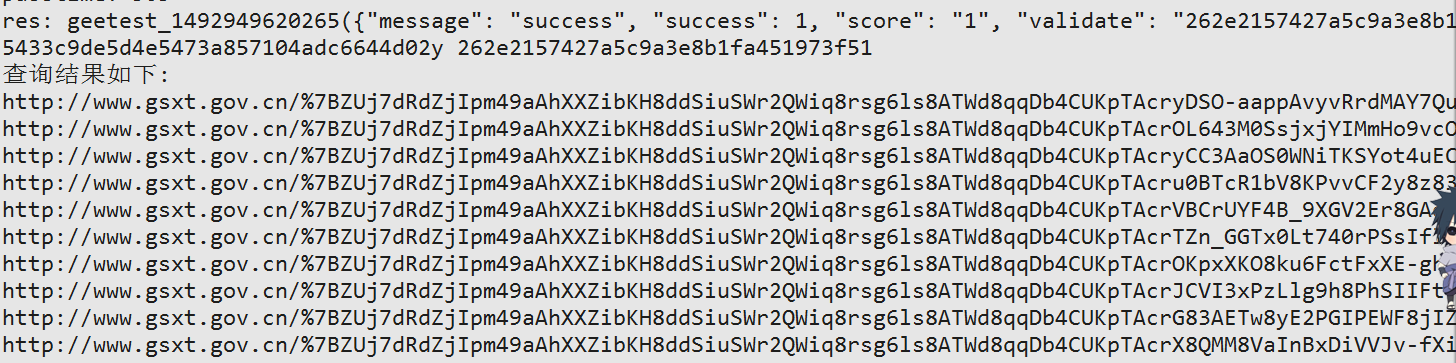 res: geetest_1492949620265({"message": "success", "success": 1, "score": "1", "validate": "262e2157427a5c9a3e8b1
5433c9de5d4e5473a857104adc6644d02y 262e2157427a5c9a3e8b1fa451973f51
查询结果如下:
http://www.gsxt.gov.cn/%7BZUj7dRdZjIpm49aAhXXZibKH8ddSiuSWr2QWiq8rsg6ls8ATWd8qqDb4CUKpTAcryDSO-aappAvyvRrdMAY7Qu
http://www.gsxt.gov.cn/%7BZUj7dRdZjIpm49aAhXXZibKH8ddSiuSWr2QWiq8rsg6ls8ATWd8qqDb4CUKpTAcrOL643M0SsjxjYIMmHo9vcO
http://www.gsxt.gov.cn/%7BZUj7dRdZjIpm49aAhXXZibKH8ddSiuSWr2QWiq8rsg6ls8ATWd8qqDb4CUKpTAcryCC3AaOS0WNiTKSYot4uEC
http://www.gsxt.gov.cn/%7BZUj7dRdZjIpm49aAhXXZibKH8ddSiuSWr2QWiq8rsg6ls8ATWd8qqDb4CUKpTAcru0BTcR1bV8KPvvCF2y8z83
http://www.gsxt.gov.cn/%7BZUj7dRdZjIpm49aAhXXZibKH8ddSiuSWr2QWiq8rsg6ls8ATWd8qqDb4CUKpTAcrVBCrUYF4B_9XGV2Er8GA
http://www.gsxt.gov.cn/%7BZUj7dRdZjIpm49aAhXXZibKH8ddSiuSWr2QWiq8rsg6ls8ATWd8qqDb4CUKpTAcrTZn_GGTx0Lt740rPSsIf
http://www.gsxt.gov.cn/%7BZUj7dRdZjIpm49aAhXXZibKH8ddSiuSWr2QWiq8rsg6ls8ATWd8qqDb4CUKpTAcrOKpxXKO8ku6FctFxXE-g
http://www.gsxt.gov.cn/%7BZUj7dRdZjIpm49aAhXXZibKH8ddSiuSWr2QWiq8rsg6ls8ATWd8qqDb4CUKpTAcrJCVI3xPzLlg9h8PhSIIFt
http://www.gsxt.gov.cn/%7BZUj7dRdZjIpm49aAhXXZibKH8ddSiuSWr2QWiq8rsg6ls8ATWd8qqDb4CUKpTAcrG83AETw8yE2PGIPEWF8jIZ
http://www.gsxt.gov.cn/%7BZUj7dRdZjIpm49aAhXXZibKH8ddSiuSWr2QWiq8rsg6ls8ATWd8qqDb4CUKpTAcrX8QMM8VaInBxDiVVJv-fXi